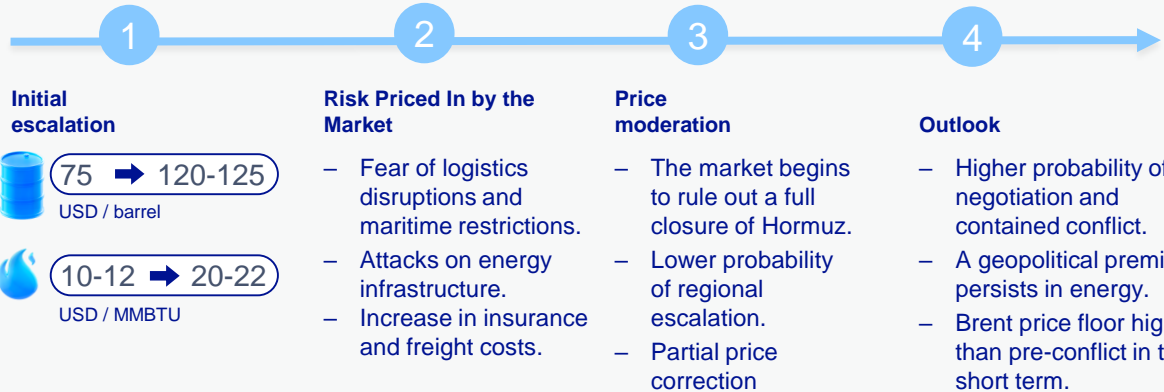 1
2
3
4
Initial
escalation
75 → 120-125
USD / barrel
10-12 → 20-22
USD / MMBTU
Risk Priced In by the
Market
– Fear of logistics
disruptions and
maritime restrictions.
– Attacks on energy
infrastructure.
– Increase in insurance
and freight costs.
Price
moderation
– The market begins
to rule out a full
closure of Hormuz.
– Lower probability
of regional
escalation.
– Partial price
correction
Outlook
– Higher probability
negotiation and
contained conflict.
– A geopolitical
persists in energy.
– Brent price floor
than pre-conflict in
short term.